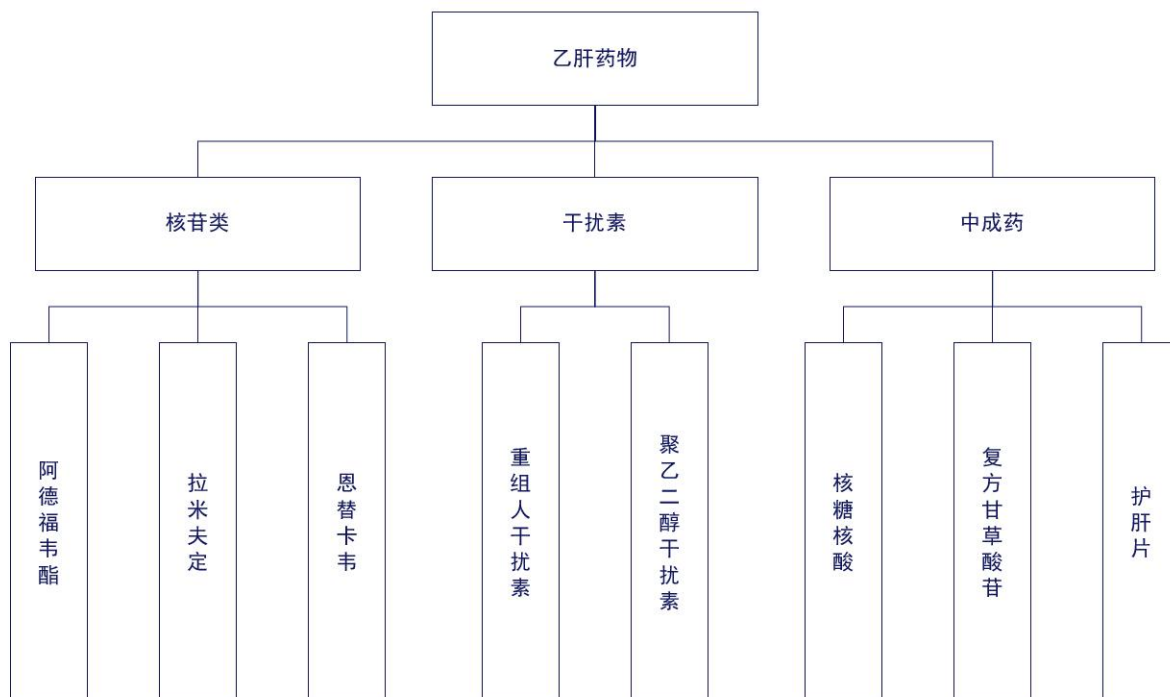 乙肝药物
核苷类
干扰素
中成药
阿德福韦酯
拉米夫定
恩替卡韦
重组人干扰素
聚乙二醇干扰素
核糖核酸
复方甘草酸苷
护肝片